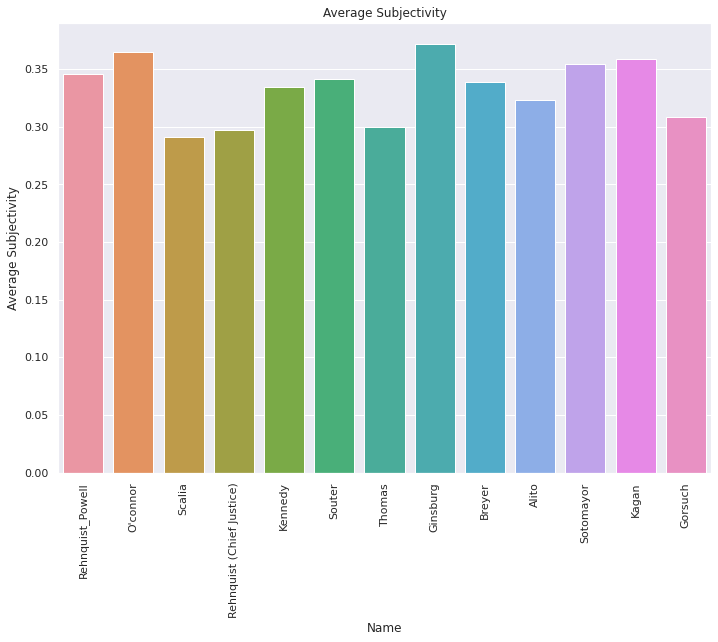 Average Subjectivity
Average Subjectivity
0.35
0.30
0.25
0.20
0.15
0.10
0.05
0.00
Rehnquist_Powell
O'connor
Scalia
Rehnquist (Chief Justice)
Kennedy
Souter
Thomas
Ginsburg
Breyer
Alito
Sotomayor
Kagan
Gorsuch
Name